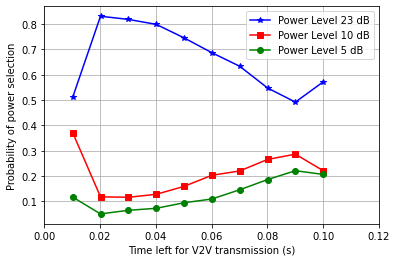 Power Level 23 dB
Power Level 10 dB
Power Level 5 dB
Probability of power selection
0.8
0.7
0.6
0.5
0.4
0.3
0.2
0.1
0.00 0.02 0.04 0.06 0.08 0.10 0.12
Time left for V2V transmission (s)